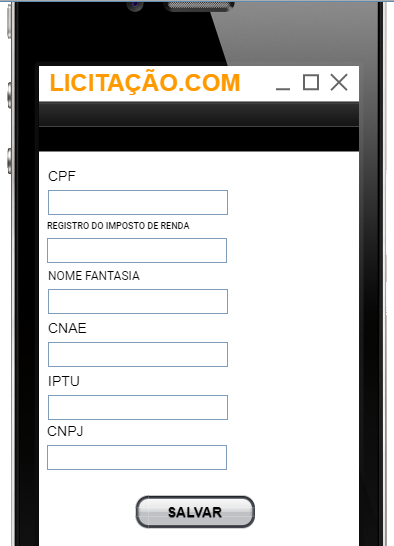 LICITAÇÃO.COM
CPF
REGISTRO DO IMPOSTO DE RENDA
NOME FANTASIA
CNAE
IPTU
CNPJ
SALVAR